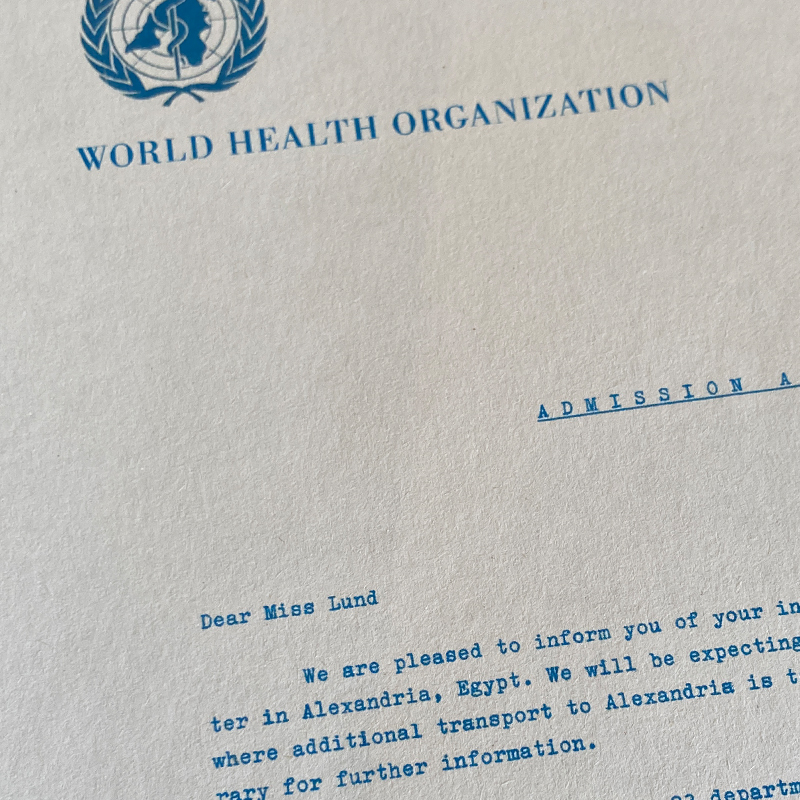 WORLD HEALTH ORGANIZATION
ADMISSION A
Dear Miss Lund
We are pleased to inform you of your in
ter in Alexandria, Egypt. We will be expecting
where additional transport to Alexandria is t
rary for further information.
departm